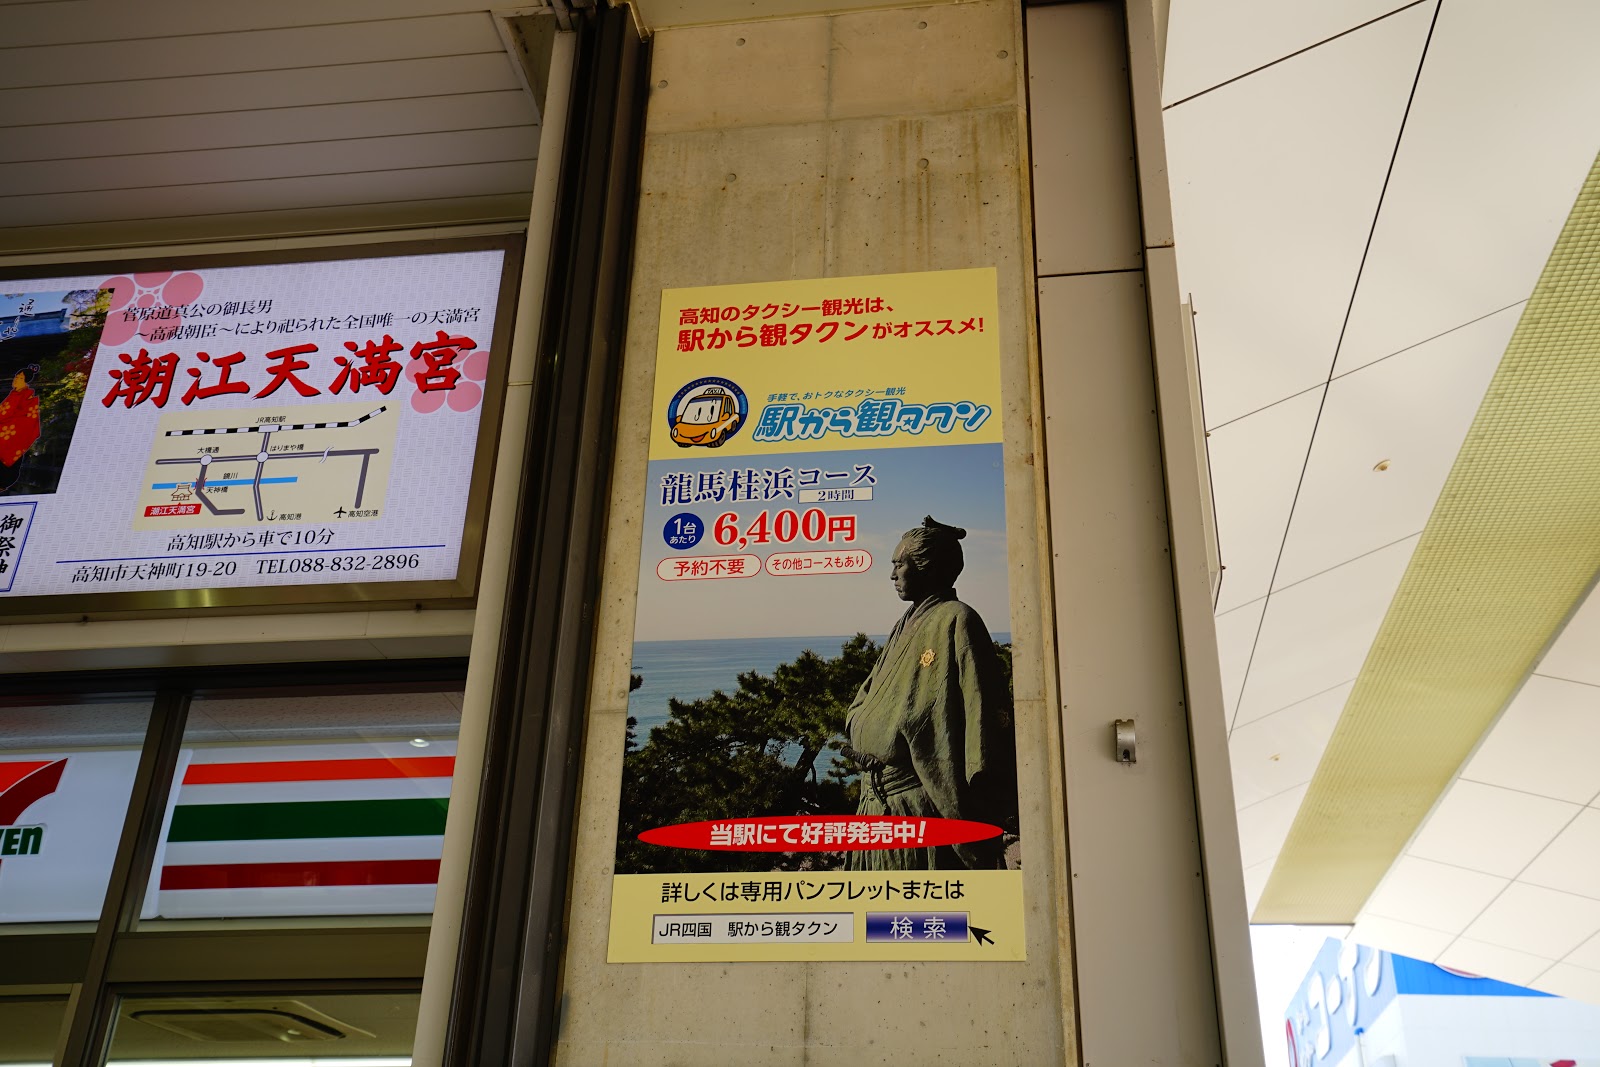 菅原道真公の御長男
～高視朝臣～により祀られた全国唯一の天満宮
潮江天満宮
JR高知駅
大橋通
はりまや橋
鏡川
天神橋
潮江天満宮
高知港
高知空港
高知駅から車で10分
高知市天神町19-20 TEL088-832-2896
御祭神
高知のタクシー観光は、
駅から観タクンがオススメ!
TAXI
手軽で、おトクなタクシー観光
駅から観タクン
龍馬桂浜コース
2時間
1台
あたり
6,400円
予約不要
その他コースもあり
当駅にて好評発売中!
詳しくは専用パンフレットまたは
JR四国 駅から観タクン
検索